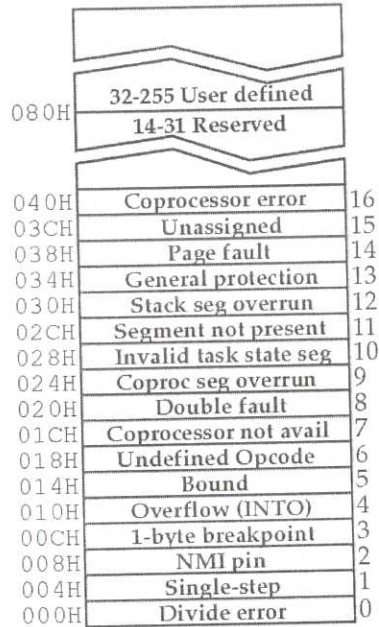 32-255 User defined
080H
14-31 Reserved
040H Coprocessor error 16
03CH Unassigned 15
038H Page fault 14
034H General protection 13
030H Stack seg overrun 12
02CH Segment not present 11
028H Invalid task state seg 10
024H Coproc seg overrun 9
020H Double fault 8
01CH Coprocessor not avail 7
018H Undefined Opcode 6
014H Bound 5
010H Overflow (INTO) 4
00CH 1-byte breakpoint 3
008H NMI pin 2
004H Single-step 1
000H Divide error 0